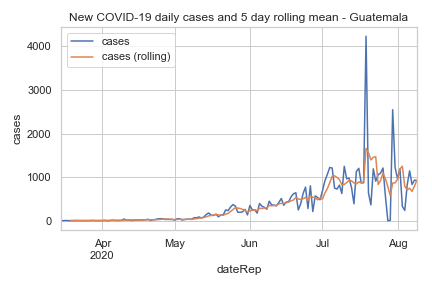 New COVID-19 daily cases and 5 day rolling mean - Guatemala
cases
cases (rolling)
4000
3000
2000
1000
0
cases
Apr
2020
May
Jun
Jul
Aug
dateRep